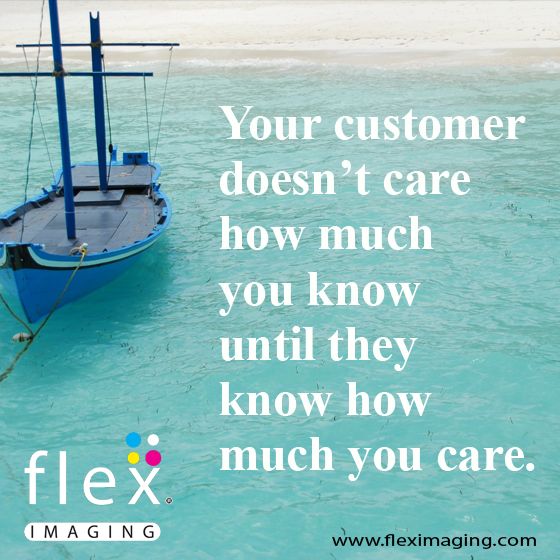 Your customer
doesn’t care
how much
you know
until they
know how
much you care.
flex®
IMAGING
www.fleximaging.com